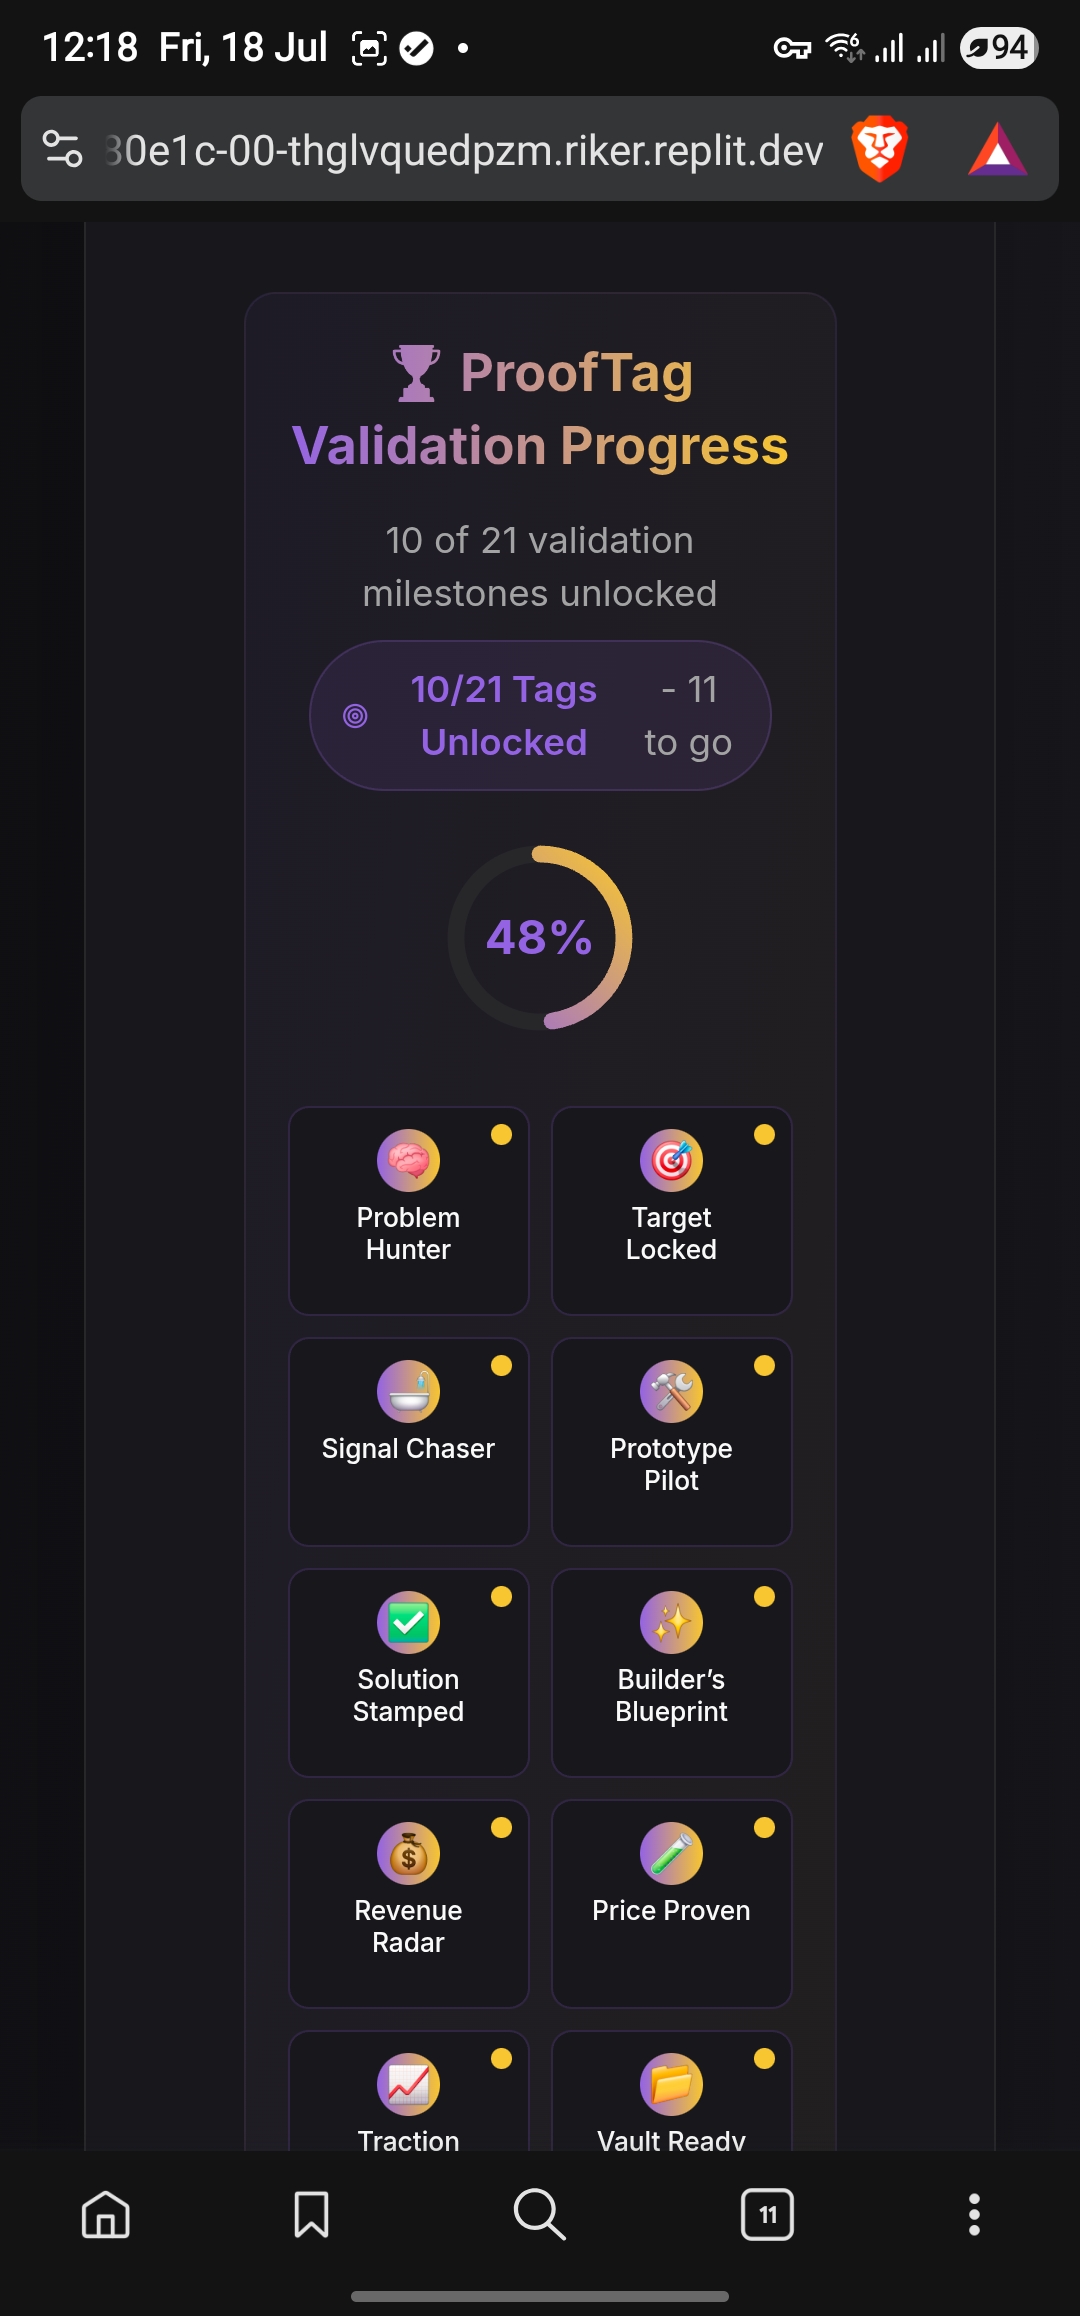 12:18 Fri, 18 Jul
94
30e1c-00-thglvquedpzm.riker.replit.dev
🏆 ProofTag
Validation Progress
10 of 21 validation
milestones unlocked
10/21 Tags
Unlocked
- 11
to go
48%
Problem
Hunter
Target
Locked
Signal Chaser
Prototype
Pilot
Solution
Stamped
Builder’s
Blueprint
Revenue
Radar
Price Proven
Traction
Vault Ready
11